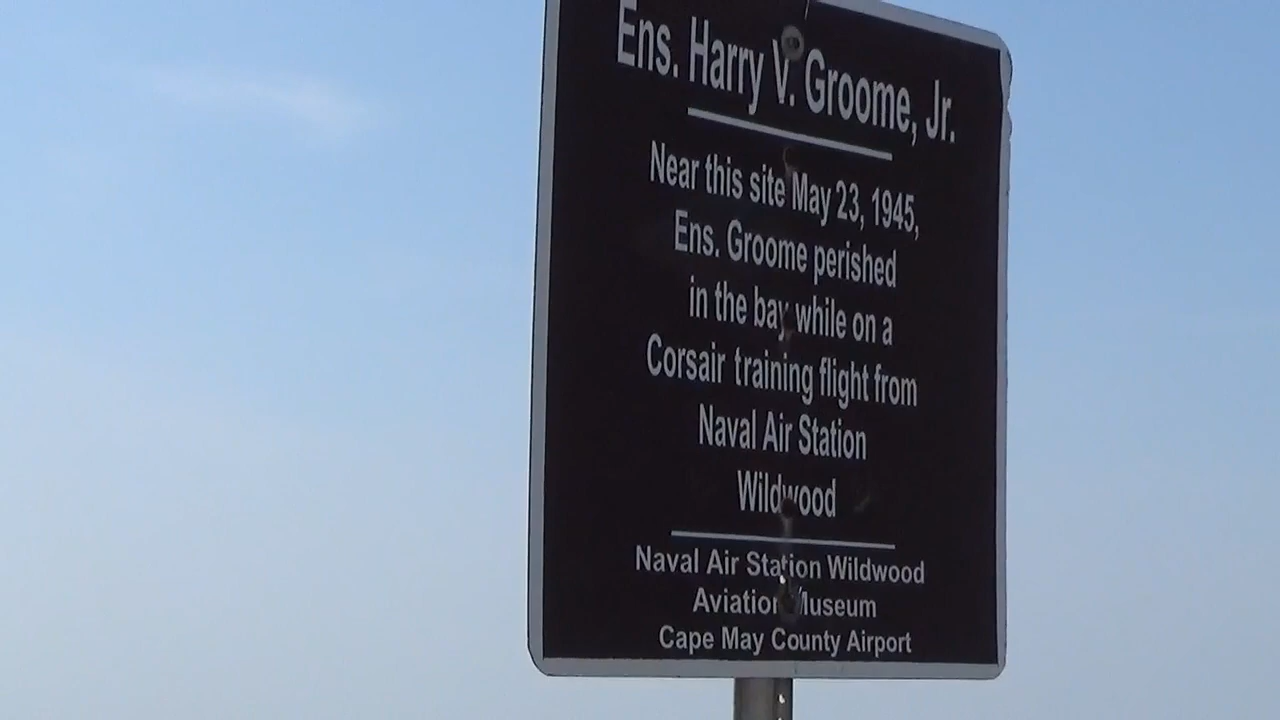 Ens. Harry V. Groome, Jr.
Near this site May 23, 1945,
Ens. Groome perished
in the bay while on a
Corsair training flight from
Naval Air Station
Wildwood
Naval Air Station Wildwood
Aviation Museum
Cape May County Airport